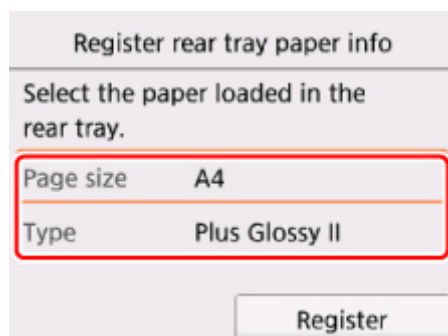 Register rear tray paper info
Select the paper loaded in the
rear tray.
Page size A4
Type Plus Glossy II
Register